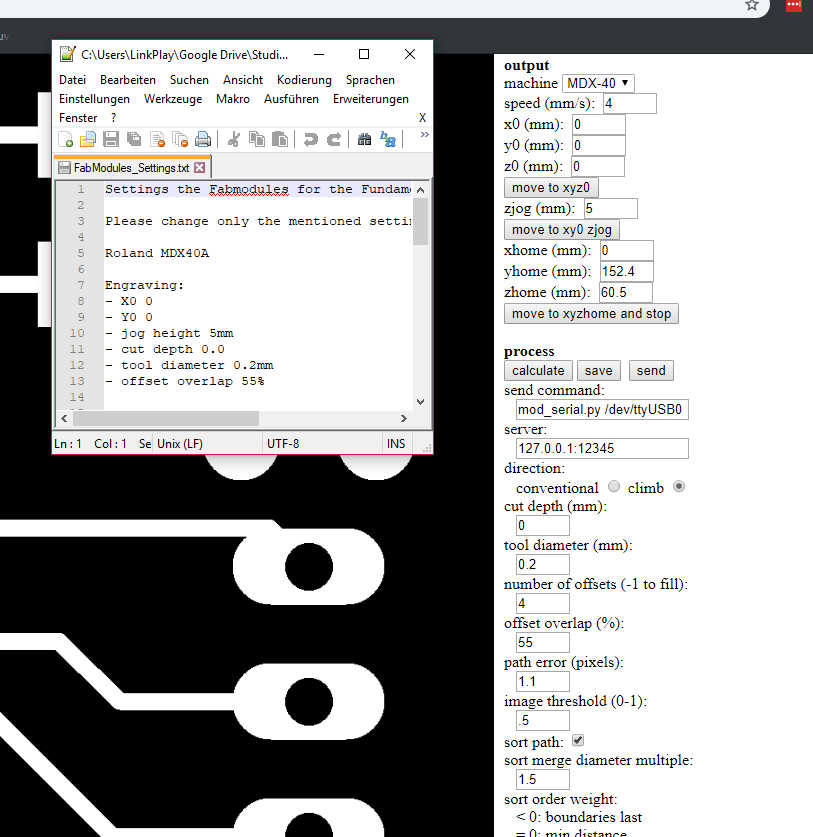 C:\Users\LinkPlay\Google Drive\Studi...
Datei Bearbeiten Suchen Ansicht Kodierung Sprachen
Einstellungen Werkzeuge Makro Ausführen Erweiterungen
Fenster ? X
FabModules_Settings.txt
1 Settings the Fabmodules for the Fundam
2
3 Please change only the mentioned settin
4
5 Roland MDX40A
6
7 Engraving:
8 - X0 0
9 - Y0 0
10 - jog height 5mm
11 - cut depth 0.0
12 - tool diameter 0.2mm
13 - offset overlap 55%
14
Ln : 1 Col : 1 Se Unix (LF) UTF-8 INS
output
machine MDX-40
speed (mm/s): 4
x0 (mm): 0
y0 (mm): 0
z0 (mm): 0
move to xyz0
zjog (mm): 5
move to xy0 zjog
xhome (mm): 0
yhome (mm): 152.4
zhome (mm): 60.5
move to xyzhome and stop
process
calculate save send
send command:
mod_serial.py /dev/ttyUSB0
server:
127.0.0.1:12345
direction:
conventional climb
cut depth (mm):
0
tool diameter (mm):
0.2
number of offsets (-1 to fill):
4
offset overlap (%):
55
path error (pixels):
1.1
image threshold (0-1):
.5
sort path:
sort merge diameter multiple:
1.5
sort order weight:
< 0: boundaries last
= 0: min distance